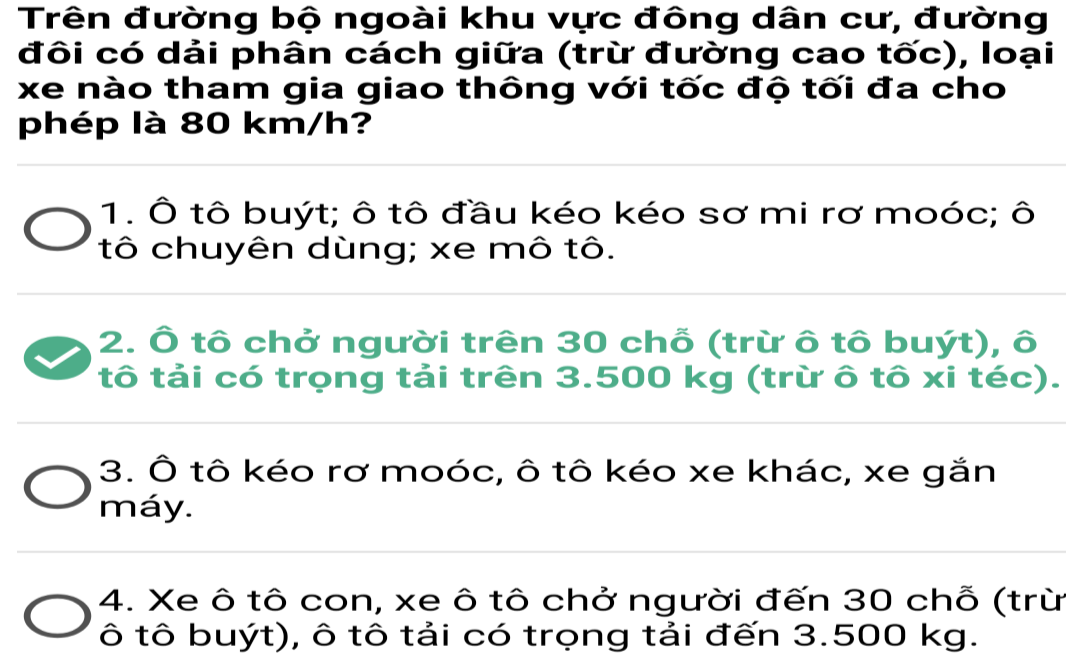 Trên đường bộ ngoài khu vực đông dân cư, đường
đôi có dải phân cách giữa (trừ đường cao tốc), loại
xe nào tham gia giao thông với tốc độ tối đa cho
phép là 80 km/h?
1. Ô tô buýt; ô tô đầu kéo kéo sơ mi rơ moóc; ô
tô chuyên dùng; xe mô tô.
2. Ô tô chở người trên 30 chỗ (trừ ô tô buýt), ô
tô tải có trọng tải trên 3.500 kg (trừ ô tô xi téc).
3. Ô tô kéo rơ moóc, ô tô kéo xe khác, xe gắn
máy.
4. Xe ô tô con, xe ô tô chở người đến 30 chỗ (trừ
ô tô buýt), ô tô tải có trọng tải đến 3.500 kg.